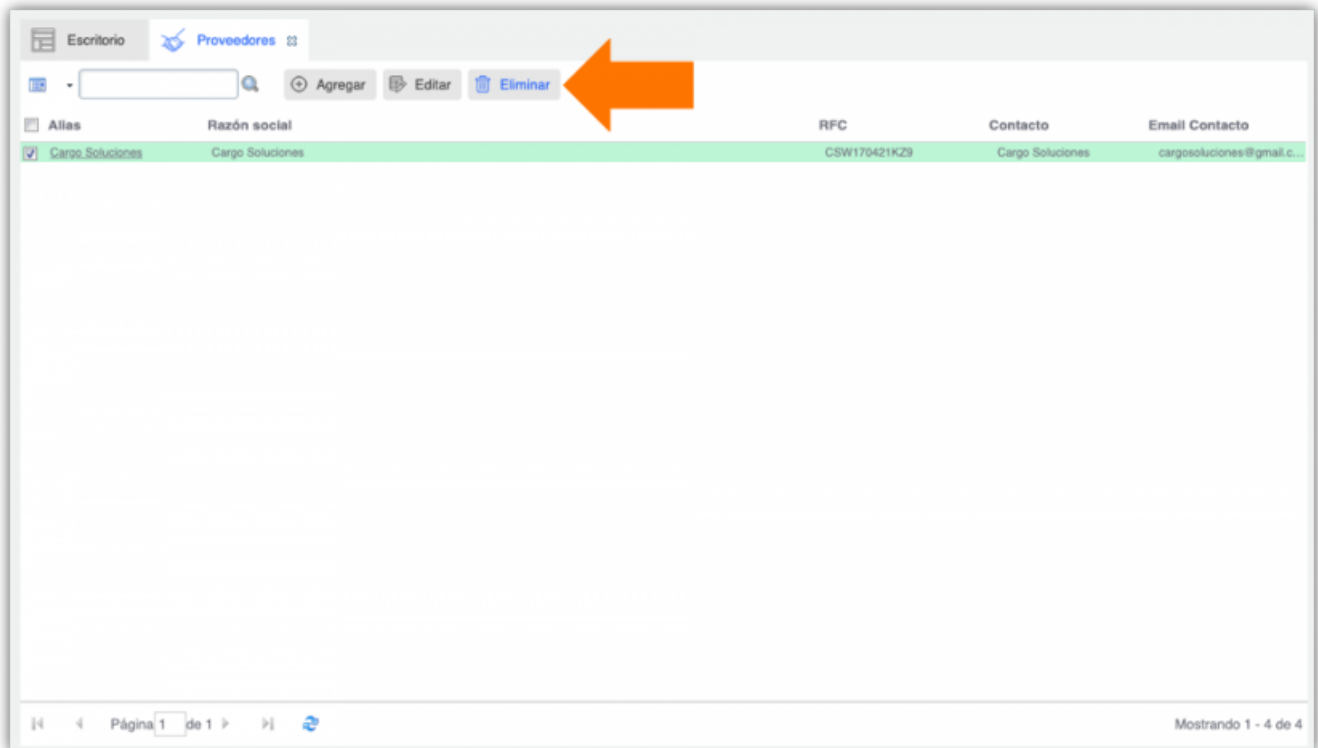 Escritorio Proveedores
Agregar Editar Eliminar
Alias Razón social RFC Contacto Email Contacto
Cargo Soluciones Cargo Soluciones CSW170421KZ9 Cargo Soluciones cargosoluciones@gmail.c...
Página 1 de 1 Mostrando 1 - 4 de 4